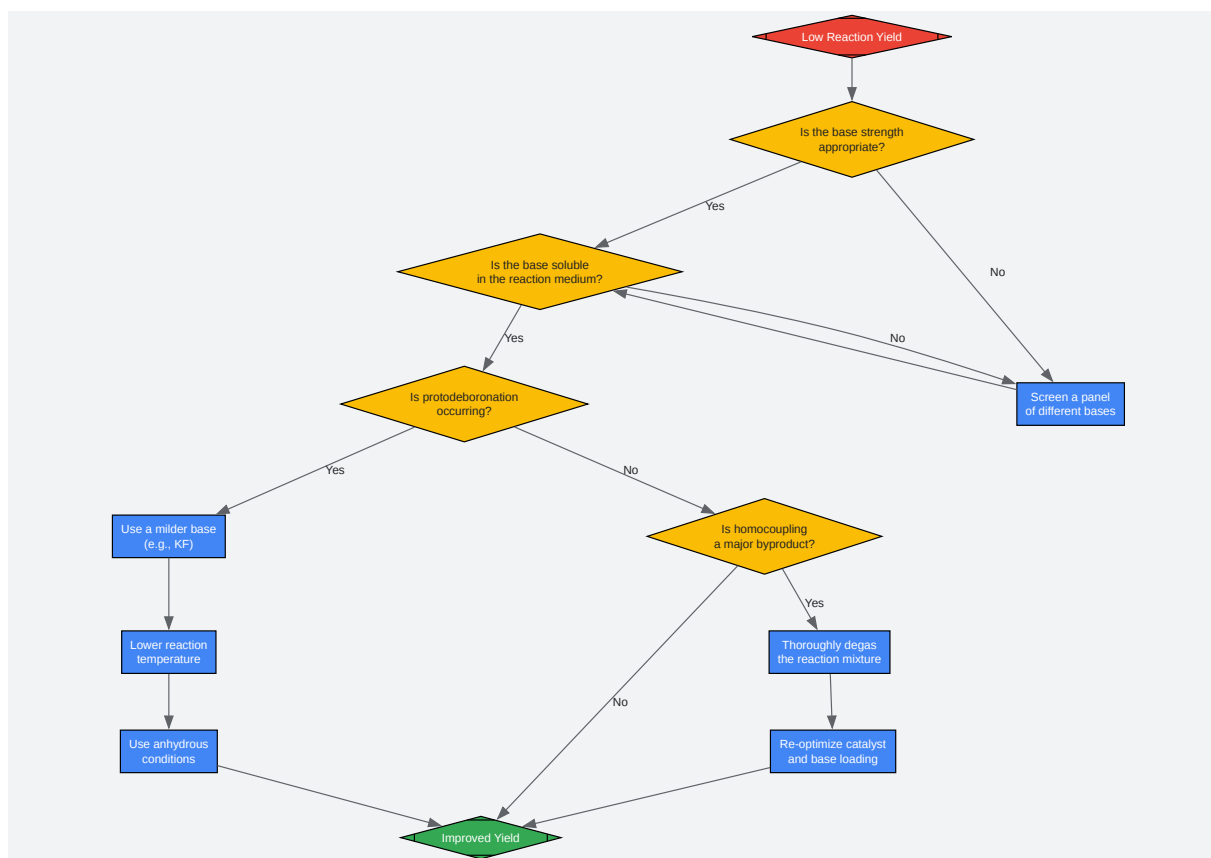 Low Reaction Yield
Is the base strength
appropriate?
Yes
No
Is the base soluble
in the reaction medium?
No
Yes
Is protodeboronation
occurring?
Screen a panel
of different bases
Yes
No
Use a milder base
(e.g., KF)
Is homocoupling
a major byproduct?
Yes
Lower reaction
temperature
Thoroughly degas
the reaction mixture
No
Use anhydrous
conditions
Re-optimize catalyst
and base loading
Improved Yield